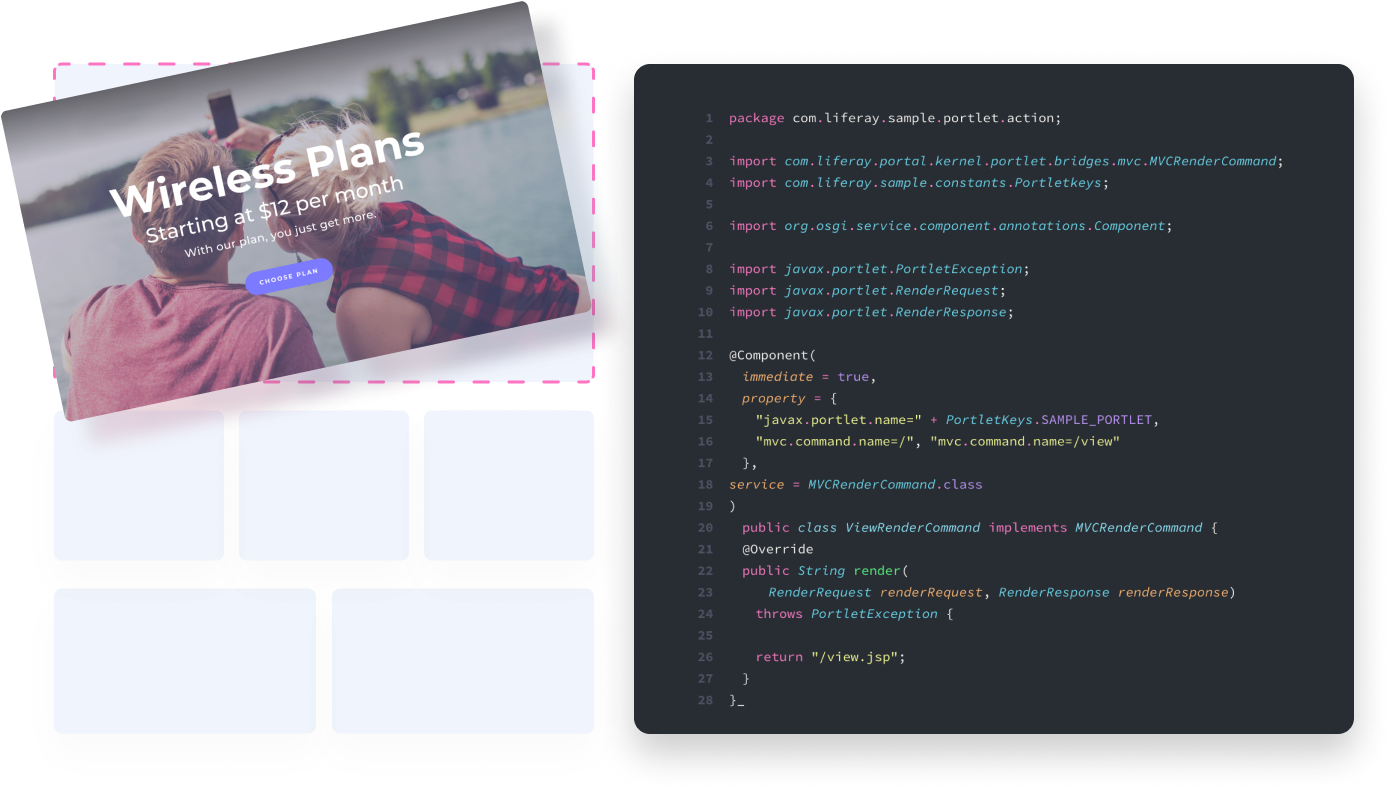 Wireless Plans
Starting at $12 per month
With our plan, you just get more.
CHOOSE PLAN
1 package com.liferay.sample.portlet.action;
2
3 import com.liferay.portal.kernel.portlet.bridges.mvc.MVCRenderCommand;
4 import com.liferay.sample.constants.Portletkeys;
5
6 import org.osgi.service.component.annotations.Component;
7
8 import javax.portlet.PortletException;
9 import javax.portlet.RenderRequest;
10 import javax.portlet.RenderResponse;
11
12 @Component(
13 immediate = true,
14 property = {
15 "javax.portlet.name=" + PortletKeys.SAMPLE_PORTLET,
16 "mvc.command.name=/", "mvc.command.name=/view"
17 },
18 service = MVCRenderCommand.class
19 )
20 public class ViewRenderCommand implements MVCRenderCommand {
21 @Override
22 public String render(
23 RenderRequest renderRequest, RenderResponse renderResponse)
24 throws PortletException {
25
26 return "/view.jsp";
27 }
28 }_